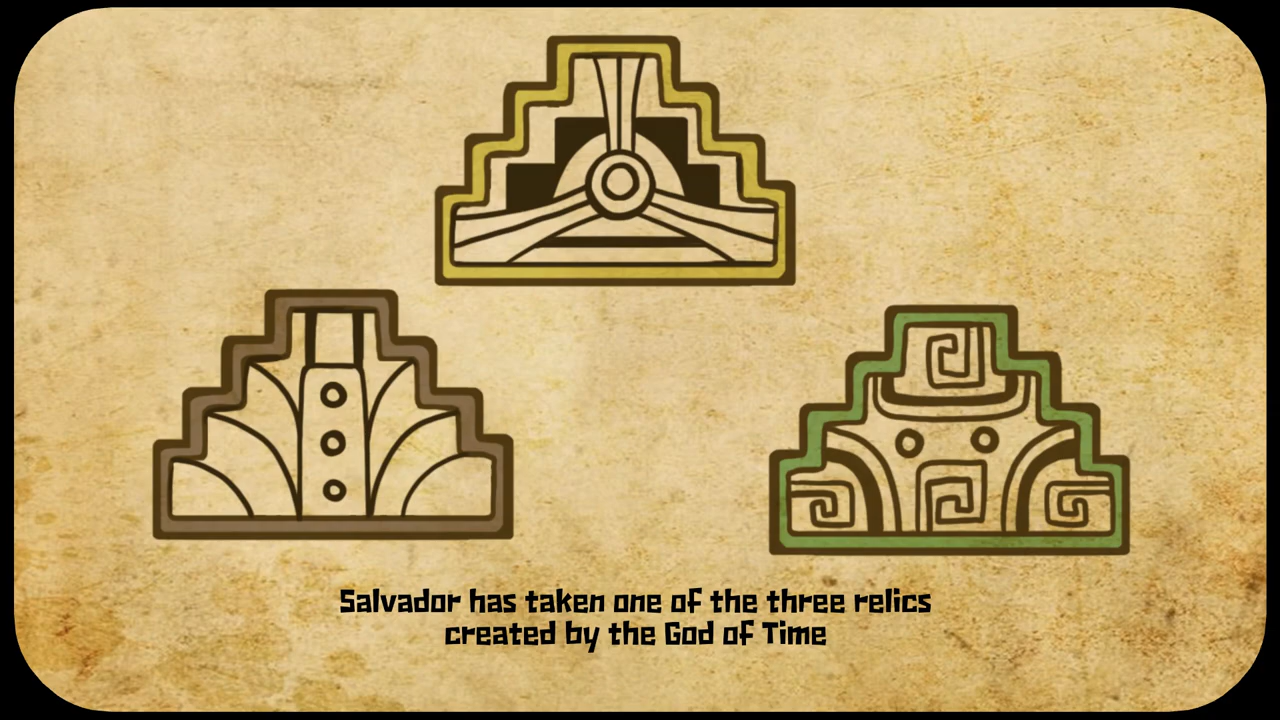 Salvador has taken one of the three relics
created by the God of Time